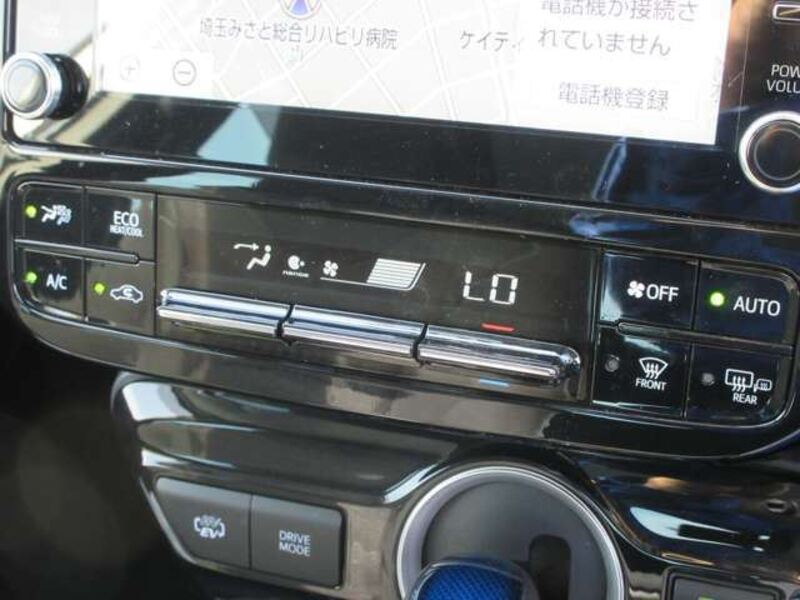 電話機が接続さ
れていません
電話機登録
埼玉みさと総合リハビリ病院
ケイティ
POW
VOLU
ECO
HEAT/COOL
A/C
nanoe
LO
OFF
AUTO
FRONT
REAR
EV
DRIVE
MODE